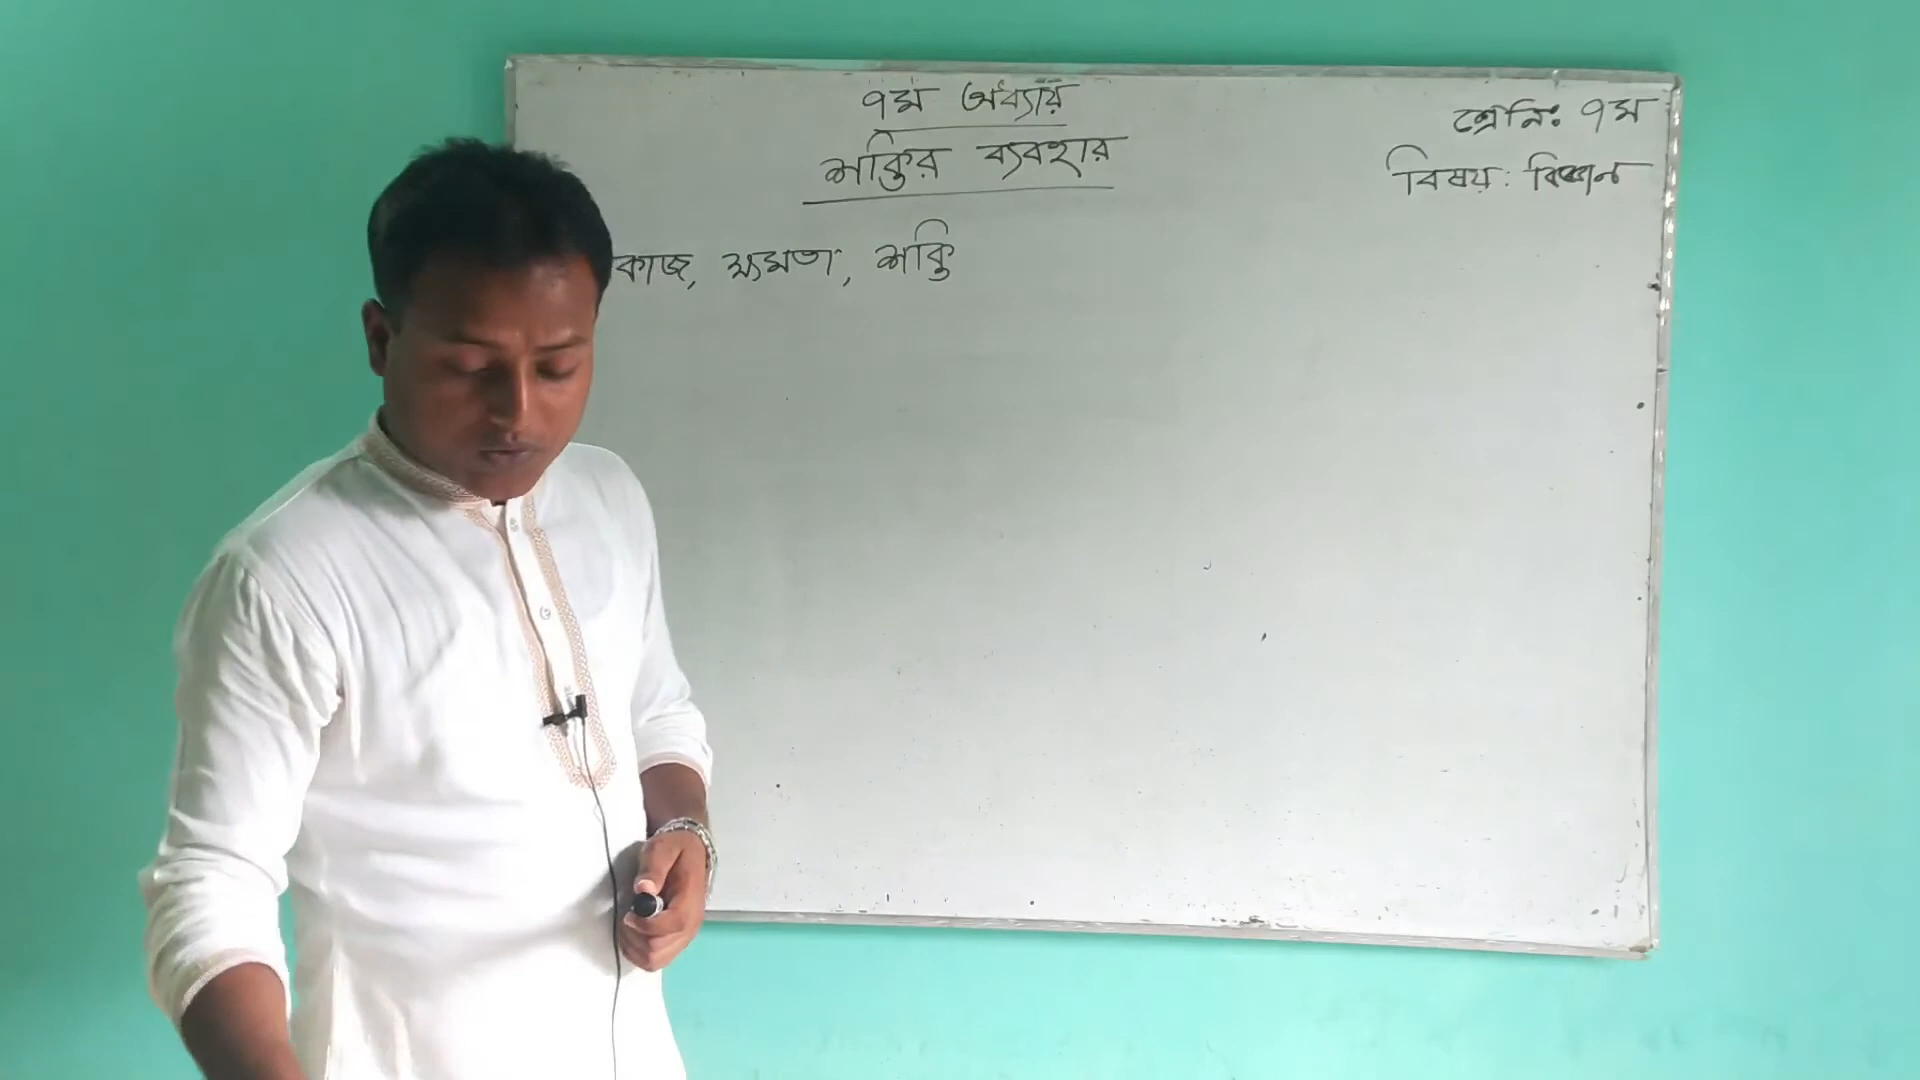 ৭ম অধ্যায়
শক্তির ব্যবহার
শ্রেনিঃ ৭ম
বিষয়: বিজ্ঞান
কাজ, ক্ষমতা, শক্তি